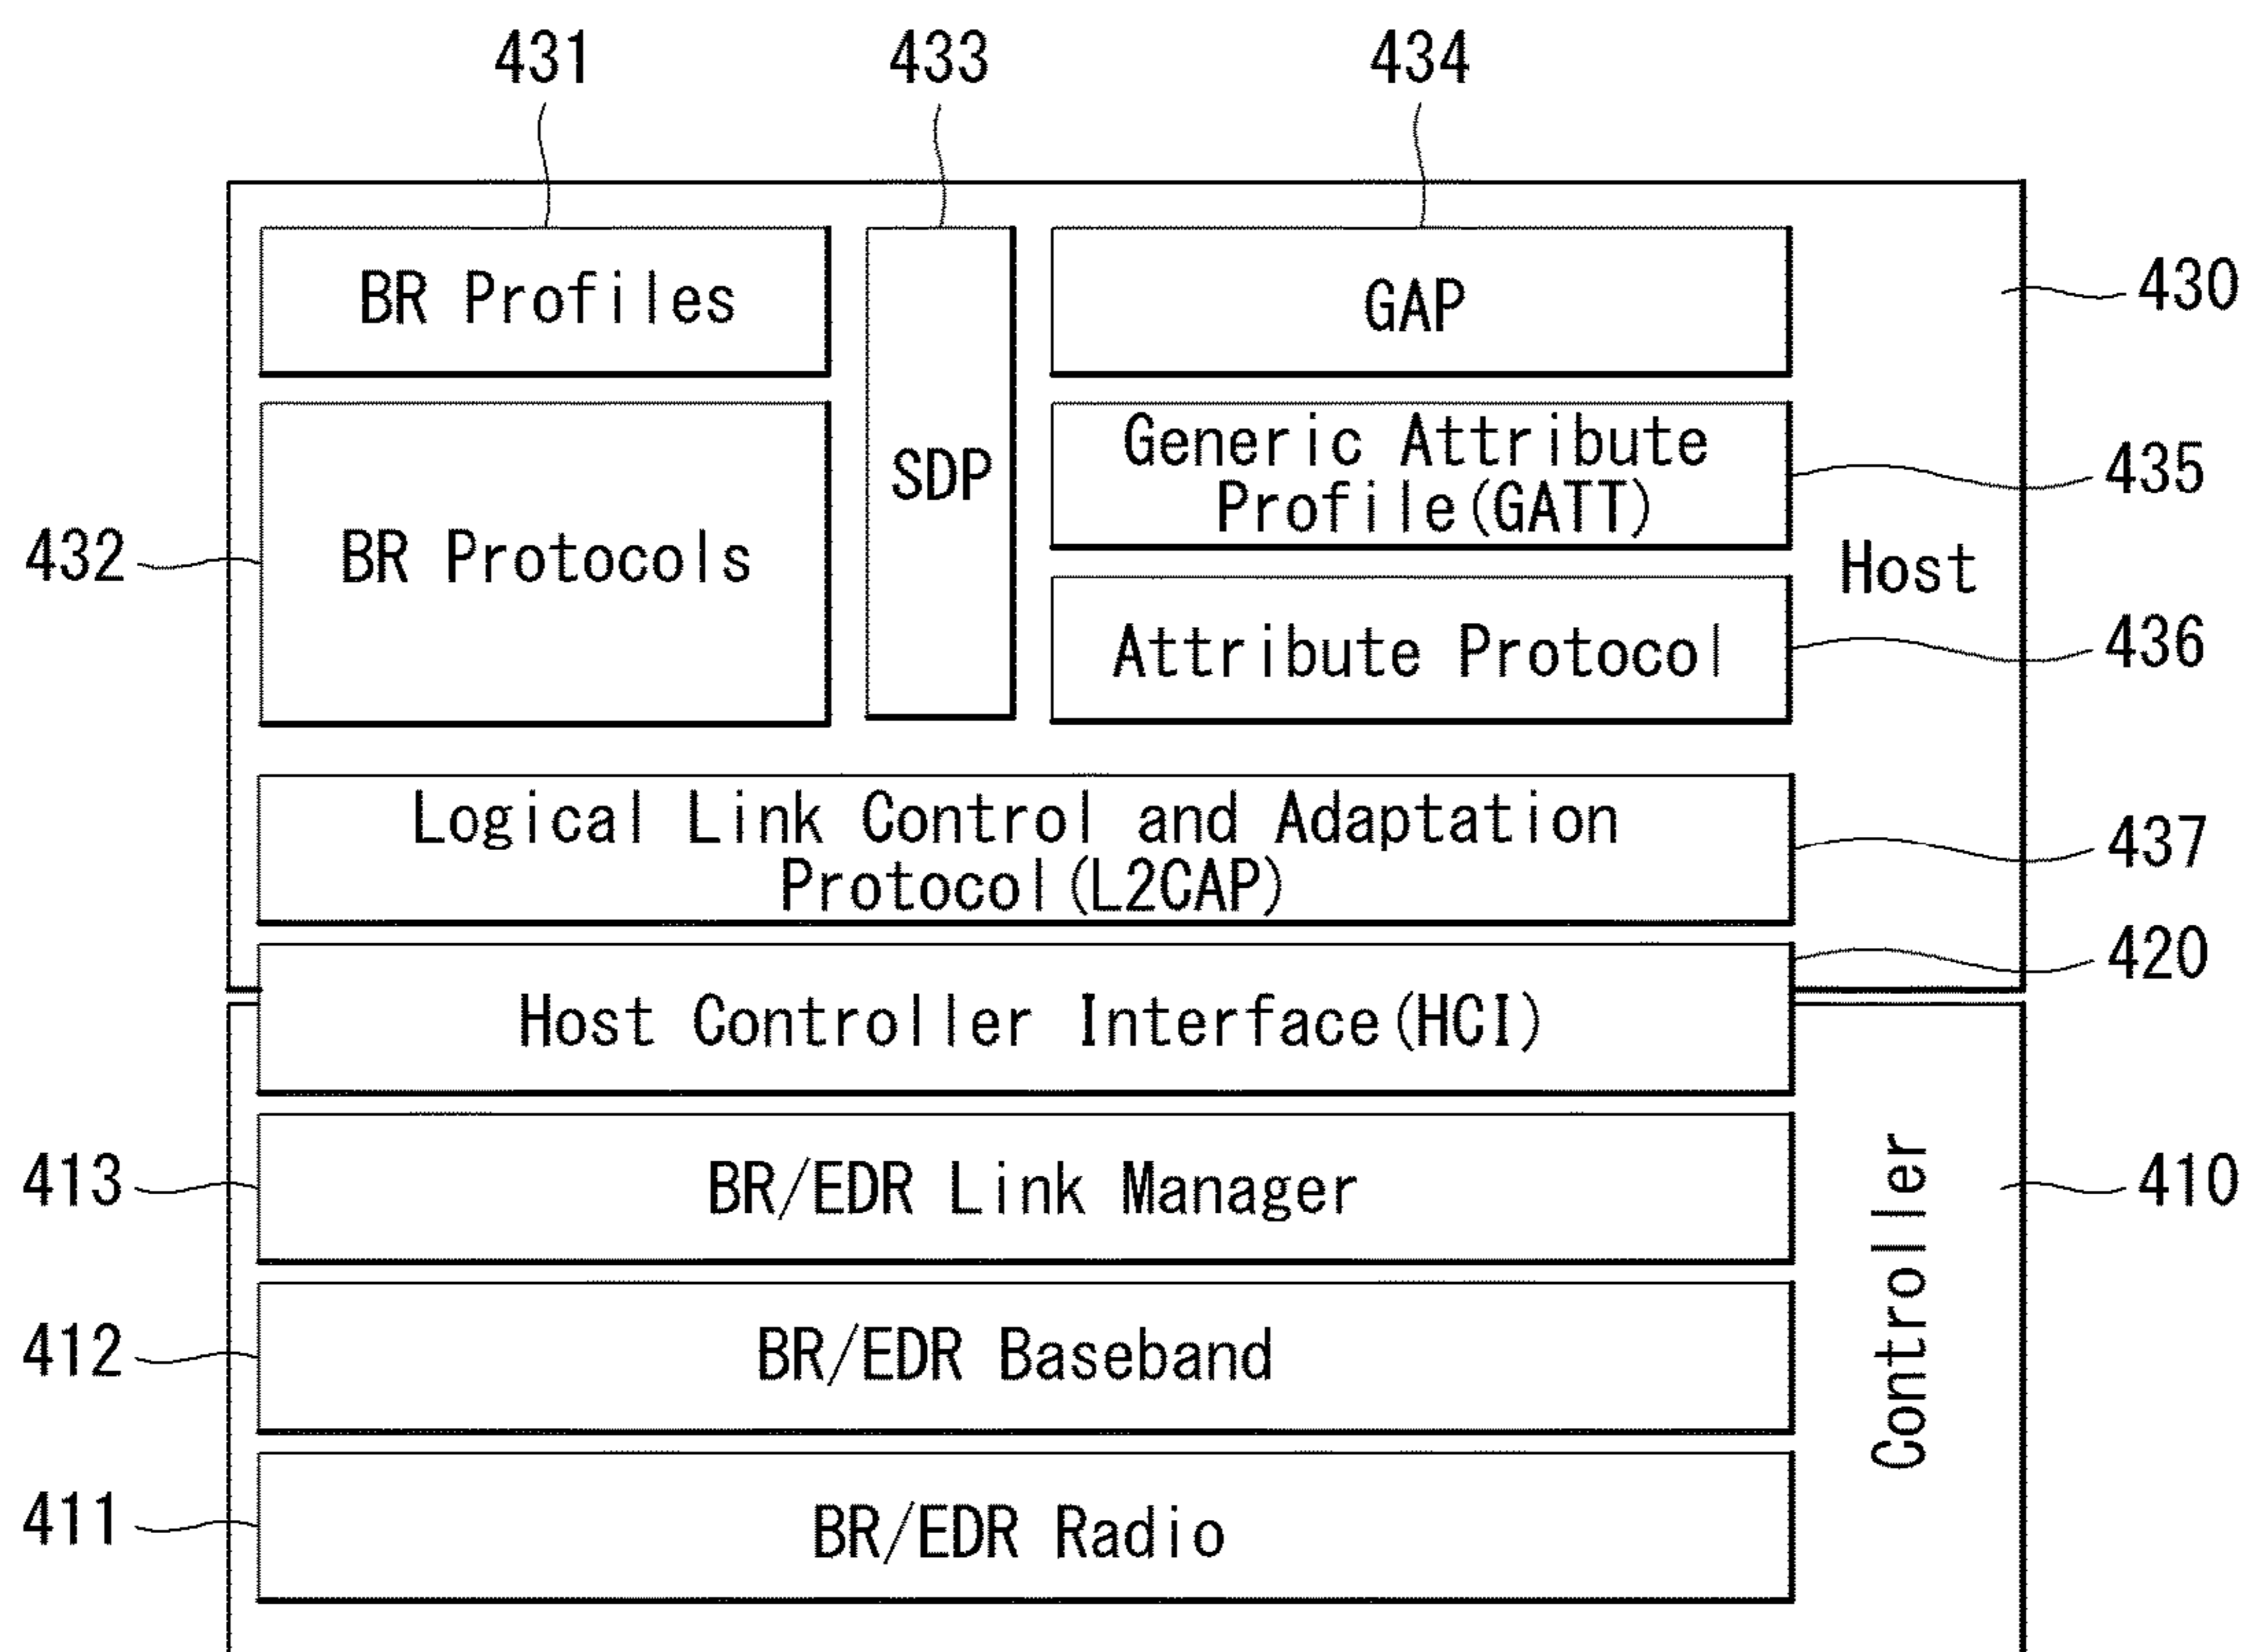 431 433 434
BR Profiles
SDP
GAP
430
Generic Attribute
Profile(GATT)
435
432
BR Protocols
Host
Attribute Protocol
436
Logical Link Control and Adaptation
Protocol(L2CAP)
437
420
Host Controller Interface(HCI)
413
BR/EDR Link Manager
410
Controller
412
BR/EDR Baseband
411
BR/EDR Radio